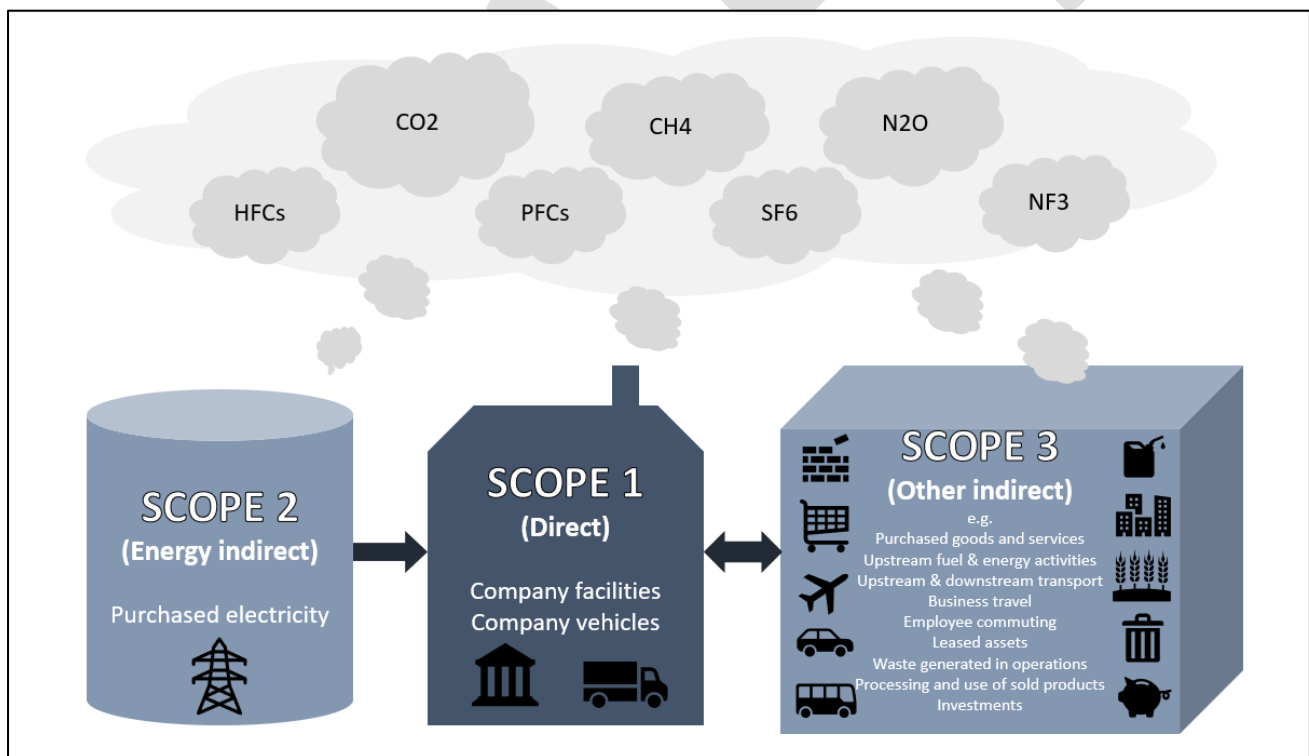 CO2
CH4
N2O
HFCs
PFCs
SF6
NF3
SCOPE 2
(Energy indirect)
Purchased electricity
SCOPE 1
(Direct)
Company facilities
Company vehicles
SCOPE 3
(Other indirect)
e.g.
Purchased goods and services
Upstream fuel & energy activities
Upstream & downstream transport
Business travel
Employee commuting
Leased assets
Waste generated in operations
Processing and use of sold products
Investments